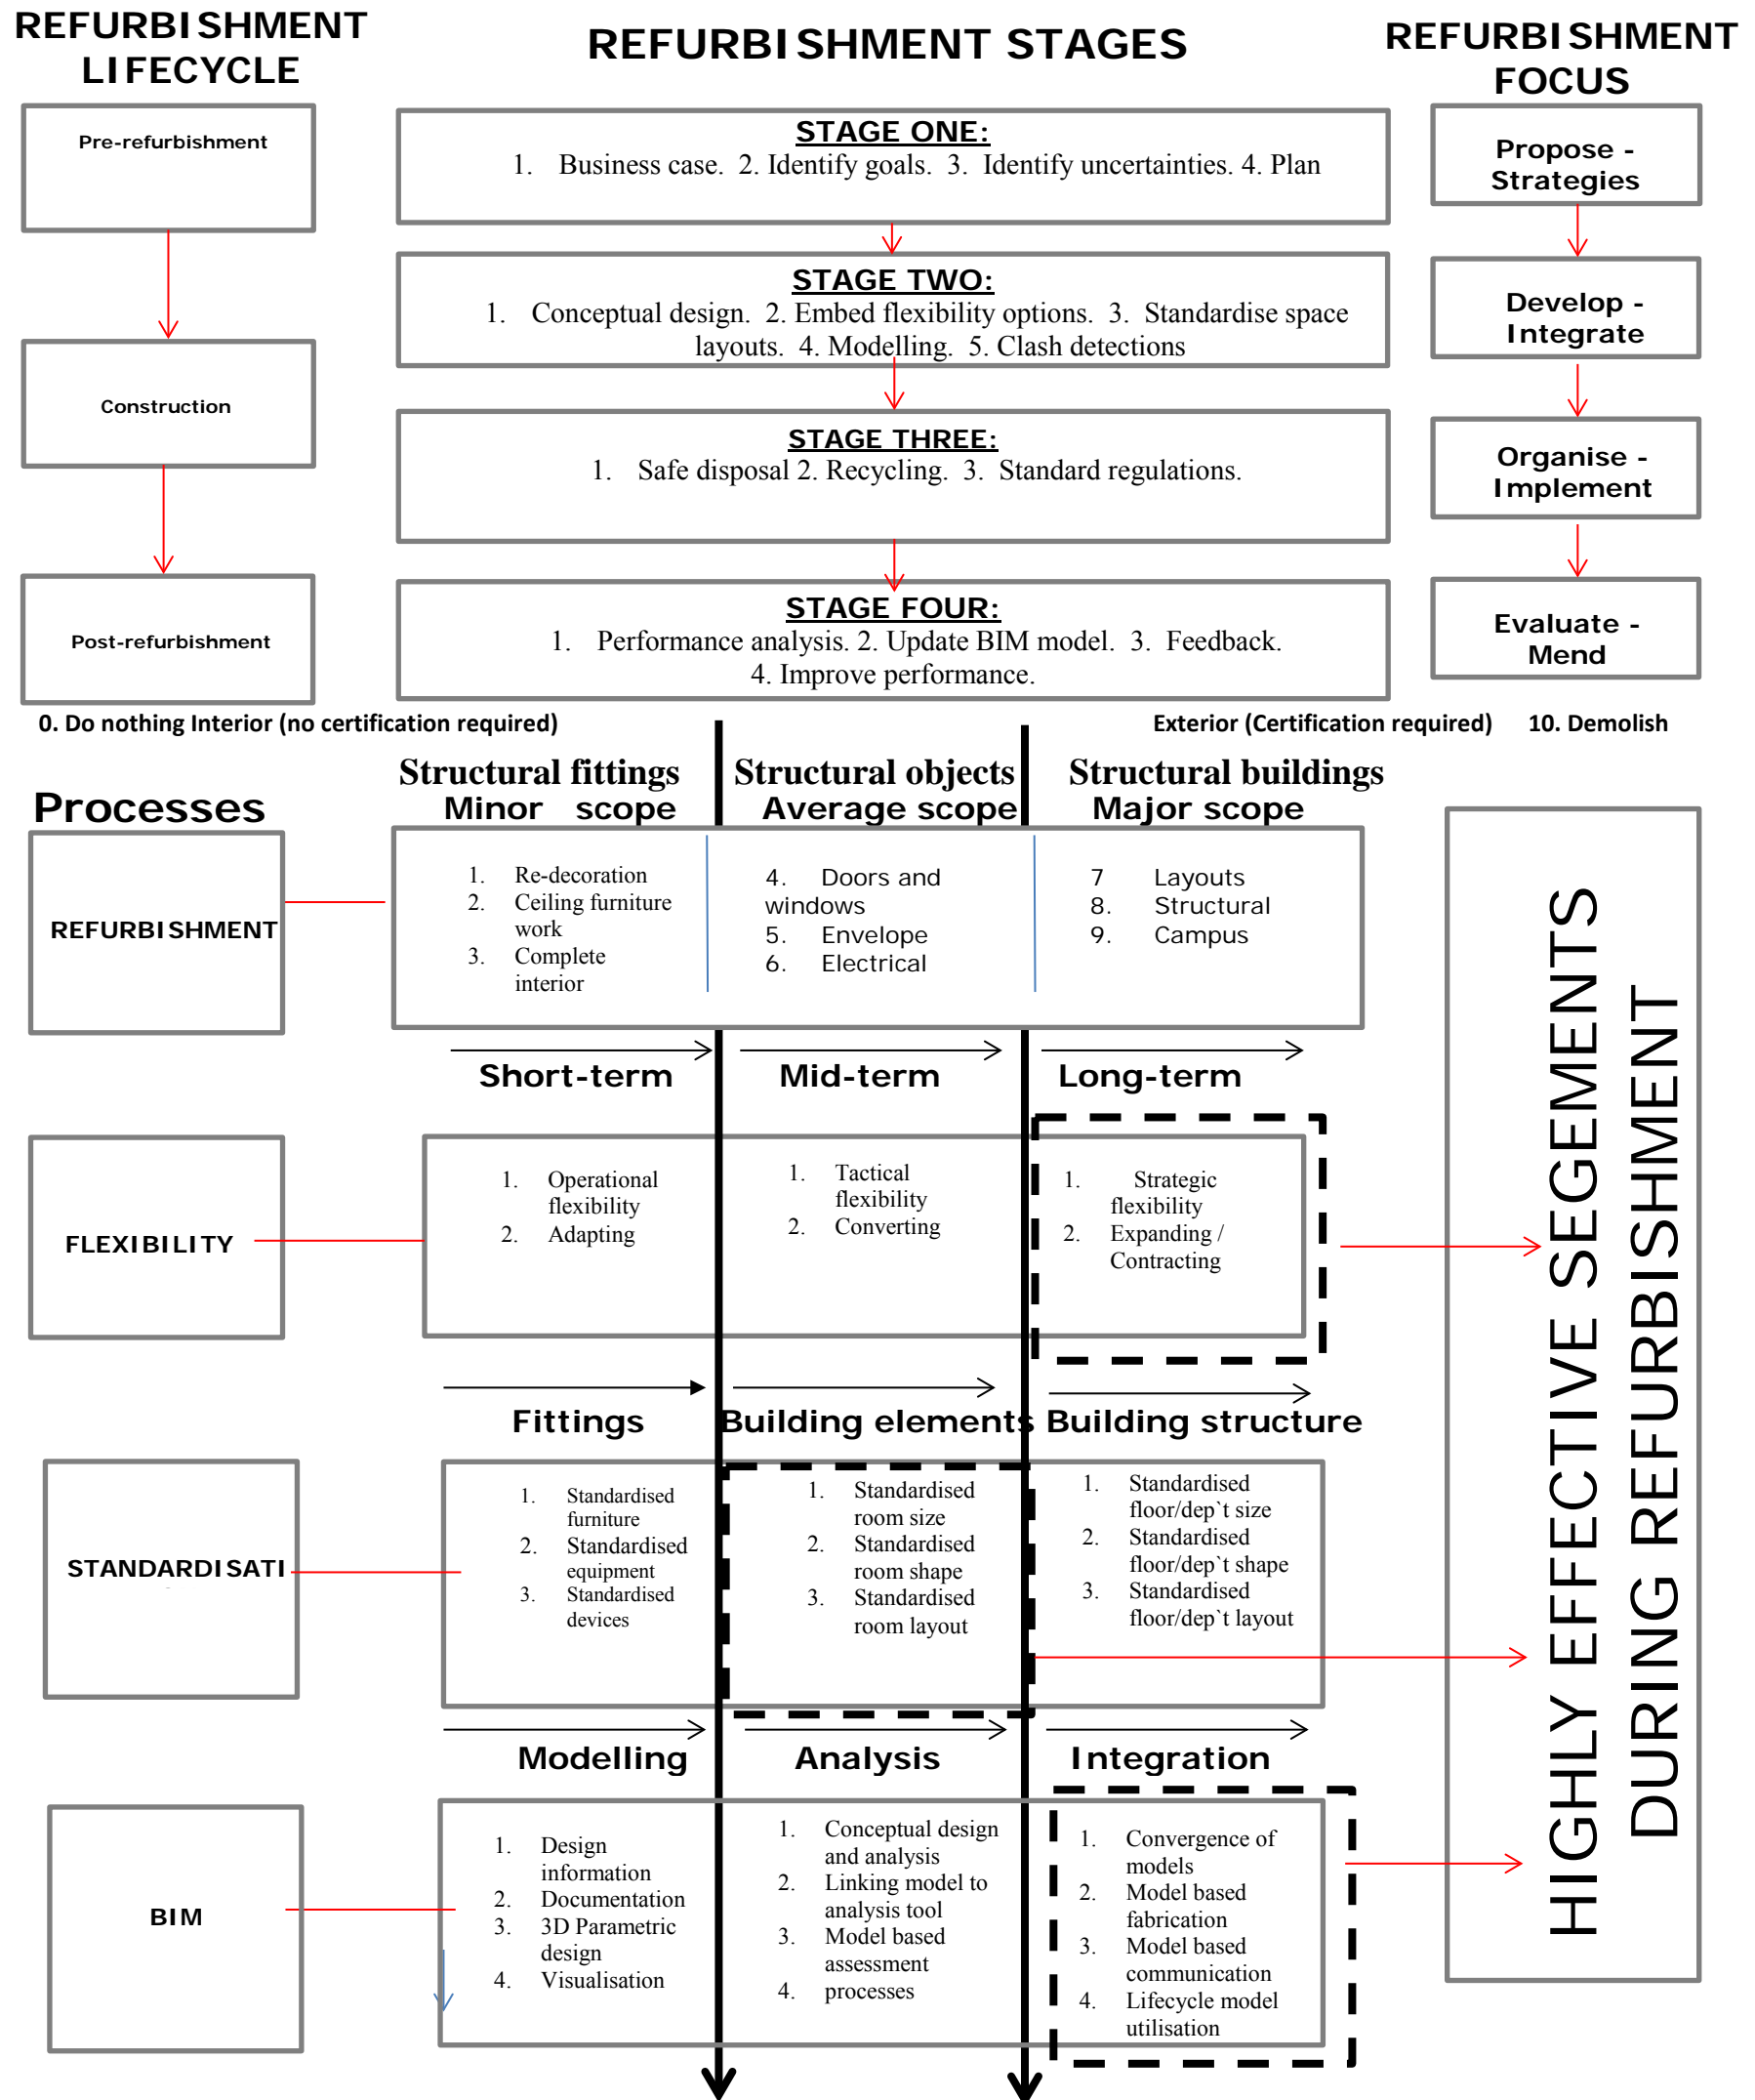 REFURBISHMENT
LIFECYCLE
REFURBISHMENT STAGES
REFURBISHMENT
FOCUS
Pre-refurbishment
Construction
Post-refurbishment
STAGE ONE:
1. Business case. 2. Identify goals. 3. Identify uncertainties. 4. Plan
STAGE TWO:
1. Conceptual design. 2. Embed flexibility options. 3. Standardise space
layouts. 4. Modelling. 5. Clash detections
STAGE THREE:
1. Safe disposal 2. Recycling. 3. Standard regulations.
STAGE FOUR:
1. Performance analysis. 2. Update BIM model. 3. Feedback.
4. Improve performance.
Propose -
Strategies
Develop -
Integrate
Organise -
Implement
Evaluate -
Mend
0. Do nothing Interior (no certification required)
Exterior (Certification required) 10. Demolish
Processes
Structural fittings
Minor scope
Structural objects
Average scope
Structural buildings
Major scope
REFURBISHMENT
1. Re-decoration
2. Ceiling furniture
work
3. Complete
interior
4. Doors and
windows
5. Envelope
6. Electrical
7 Layouts
8. Structural
9. Campus
Short-term
Mid-term
Long-term
FLEXIBILITY
1. Operational
flexibility
2. Adapting
1. Tactical
flexibility
2. Converting
1. Strategic
flexibility
2. Expanding /
Contracting
Fittings
Building elements
Building structure
STANDARDISATI
1. Standardised
furniture
2. Standardised
equipment
3. Standardised
devices
1. Standardised
room size
2. Standardised
room shape
3. Standardised
room layout
1. Standardised
floor/dep`t size
2. Standardised
floor/dep`t shape
3. Standardised
floor/dep`t layout
Modelling
Analysis
Integration
BIM
1. Design
information
2. Documentation
3. 3D Parametric
design
4. Visualisation
1. Conceptual design
and analysis
2. Linking model to
analysis tool
3. Model based
assessment
4. processes
1. Convergence of
models
2. Model based
fabrication
3. Model based
communication
4. Lifecycle model
utilisation
HIGHLY EFFECTIVE SEGEMENTS
DURING REFURBISHMENT